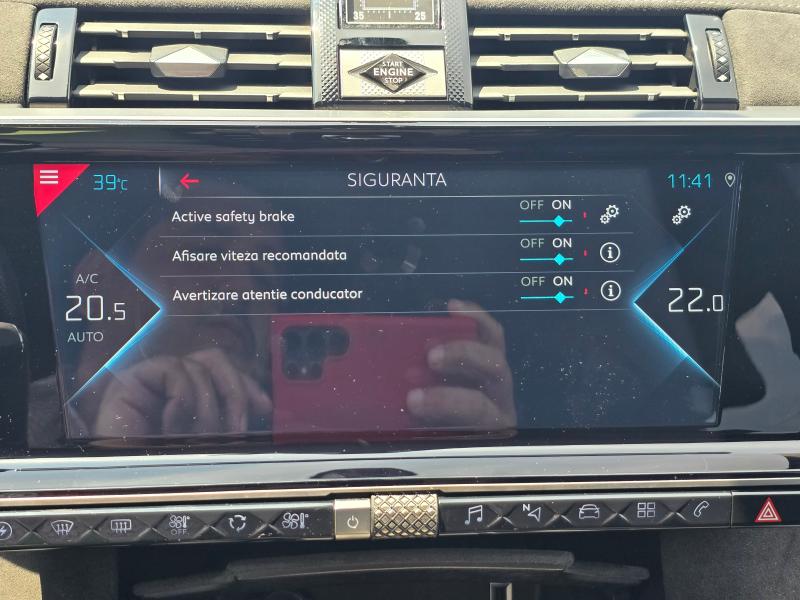 35 25
START
ENGINE
STOP
39°C
SIGURANTA
11:41
OFF ON
Active safety brake
OFF ON
Afisare viteza recomandata
OFF ON
Avertizare atentie conducator
A/C
20.5
AUTO
22.0
OFF
N